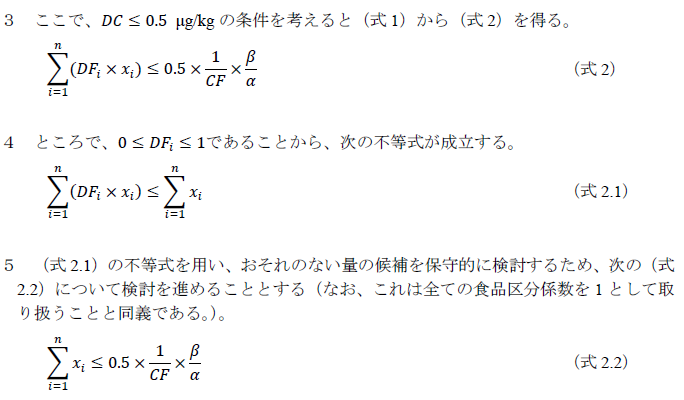 3 ここで、DC ≤ 0.5 μg/kg の条件を考えると（式 1）から（式 2）を得る。
∑_{i=1}^{n}(DF_i × x_i) ≤ 0.5 × 1/CF × β/α （式 2）
4 ところで、0 ≤ DF_i ≤ 1であることから、次の不等式が成立する。
∑_{i=1}^{n}(DF_i × x_i) ≤ ∑_{i=1}^{n} x_i （式 2.1）
5 （式 2.1）の不等式を用い、おそれのない量の候補を保守的に検討するため、次の（式
2.2）について検討を進めることとする（なお、これは全ての食品区分係数を 1 として取
り扱うことと同義である。）。
∑_{i=1}^{n} x_i ≤ 0.5 × 1/CF × β/α （式 2.2）